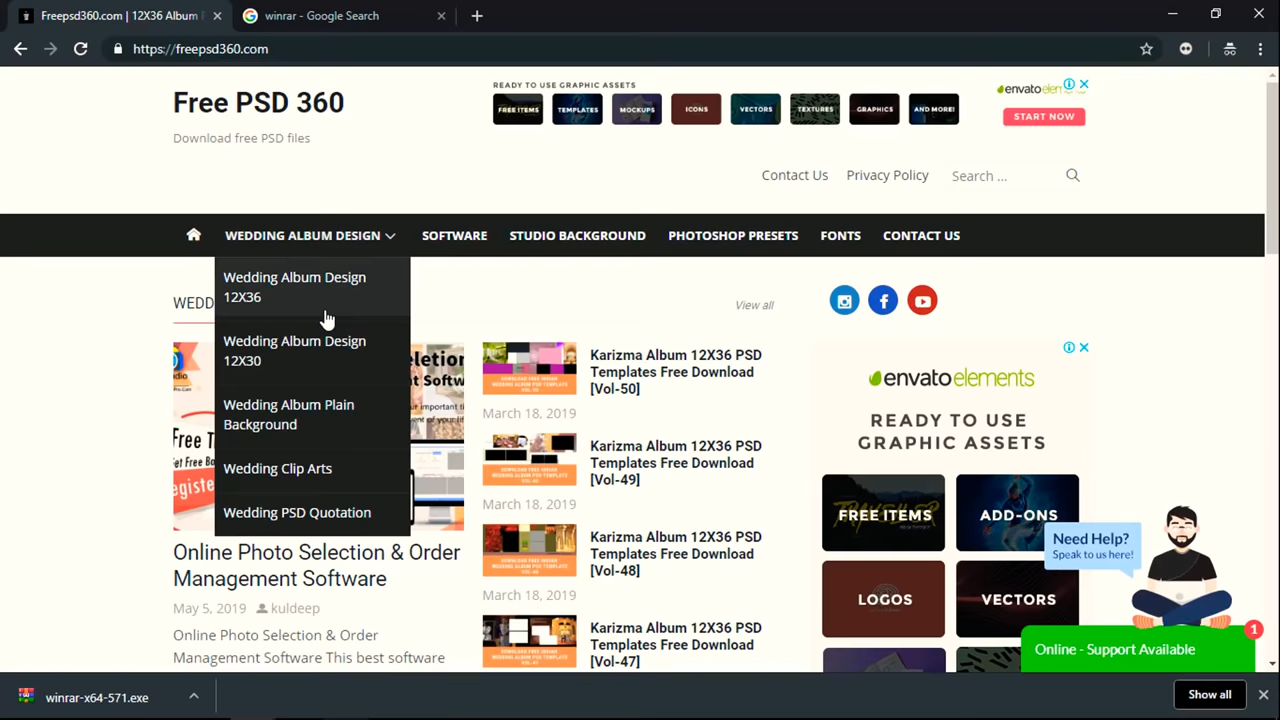 Freepsd360.com | 12X36 Album
winrar - Google Search
https://freepsd360.com
Free PSD 360
Download free PSD files
READY TO USE GRAPHIC ASSETS
FREE ITEMS
TEMPLATES
MOCKUPS
ICONS
VECTORS
TEXTURES
GRAPHICS
AND MORE!
START NOW
Contact Us
Privacy Policy
Search ...
WEDDING ALBUM DESIGN
SOFTWARE
STUDIO BACKGROUND
PHOTOSHOP PRESETS
FONTS
CONTACT US
Wedding Album Design
12X36
Wedding Album Design
12X30
Wedding Album Plain
Background
Wedding Clip Arts
Wedding PSD Quotation
View all
Online Photo Selection & Order
Management Software
May 5, 2019
kuldeep
Online Photo Selection & Order
Management Software This best software
Karizma Album 12X36 PSD
Templates Free Download
[Vol-50]
March 18, 2019
Karizma Album 12X36 PSD
Templates Free Download
[Vol-49]
March 18, 2019
Karizma Album 12X36 PSD
Templates Free Download
[Vol-48]
March 18, 2019
Karizma Album 12X36 PSD
Templates Free Download
[Vol-47]
envato elements
READY TO USE
GRAPHIC ASSETS
FREE ITEMS
ADD-ONS
LOGOS
VECTORS
Need Help?
Speak to us here!
1
Online - Support Available
winrar-x64-571.exe
Show all